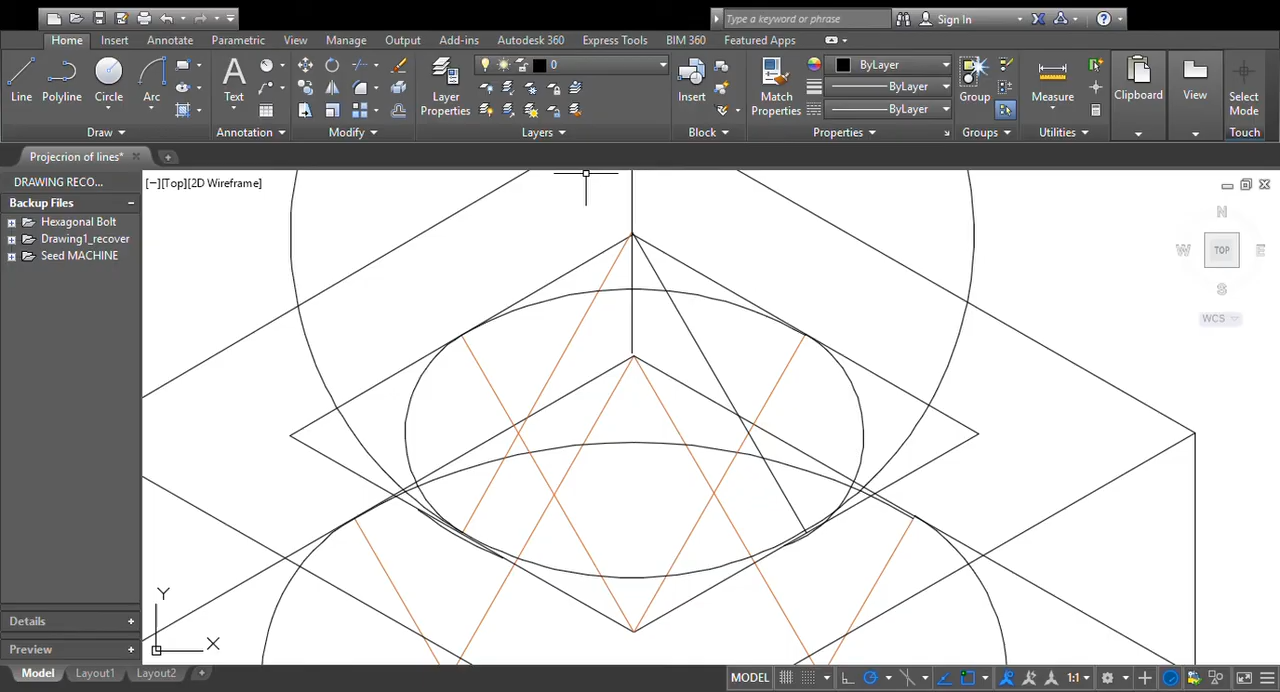 Type a keyword or phrase
Sign In
Home Insert Annotate Parametric View Manage Output Add-ins Autodesk 360 Express Tools BIM 360 Featured Apps
0
ByLayer
ByLayer
ByLayer
Line Polyline Circle Arc Text Layer Properties Insert Match Properties Group Measure Clipboard View Select Mode
Draw Annotation Modify Layers Block Properties Groups Utilities Touch
Projecrion of lines*
DRAWING RECO...
Backup Files
Hexagonal Bolt
Drawing1_recover
Seed MACHINE
Details
Preview
[−][Top][2D Wireframe]
N
W TOP E
S
WCS
Y
X
Model Layout1 Layout2
MODEL 1:1